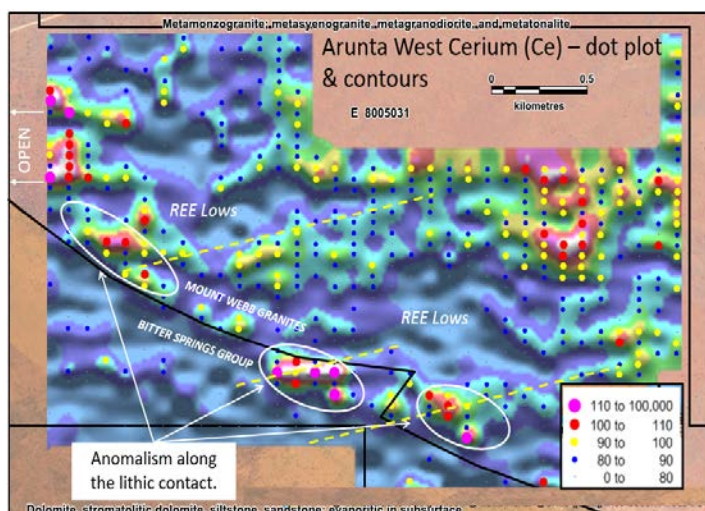 Metamonzogranite; metasyenogranite metagranodiorite, and metatonalite
Arunta West Cerium (Ce) – dot plot
& contours
0 0.5
kilometres
E 8005031
OPEN
REE Lows
MOUNT WEBB GRANITES
BITTER SPRINGS GROUP
REE Lows
Anomalism along
the lithic contact.
110 to 100,000
100 to 110
90 to 100
80 to 90
0 to 80
Dolomite, stromatolitic dolomite, siltstone, sandstone; evaporitic in subsurface